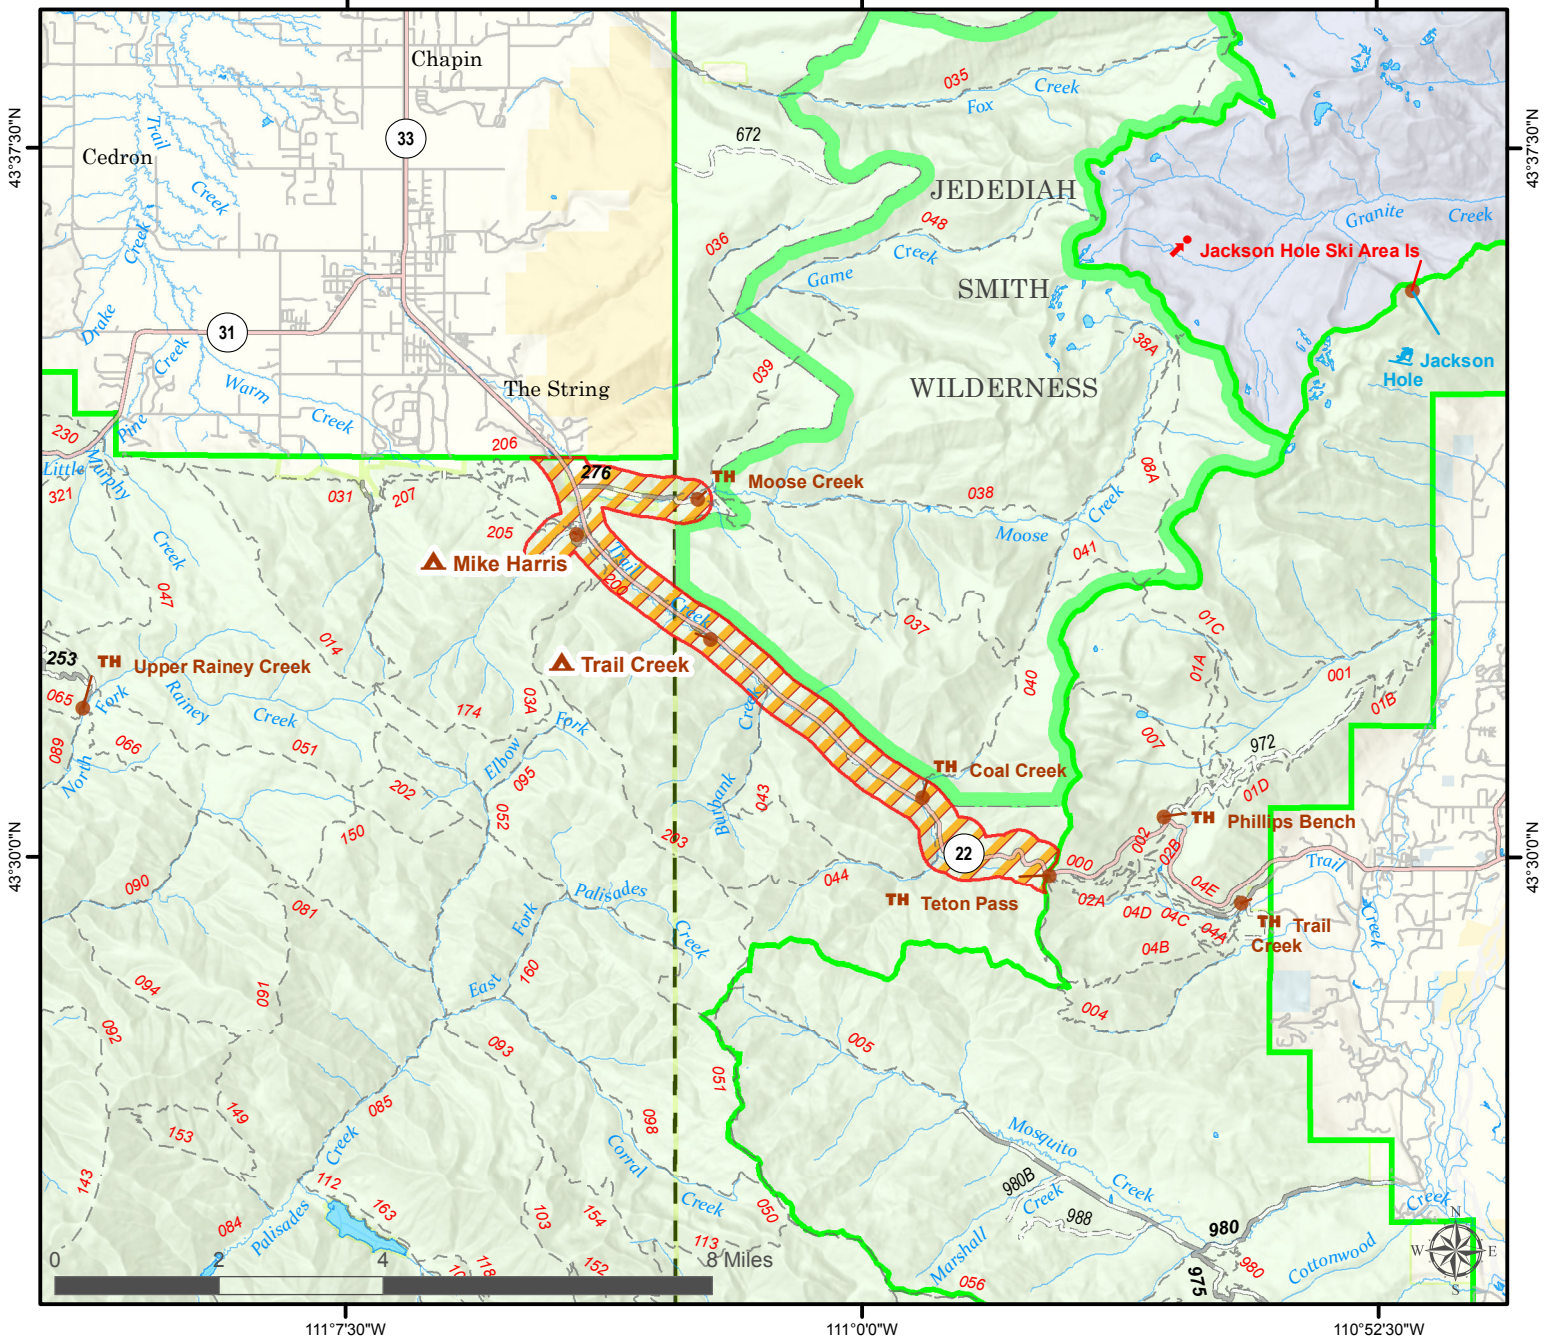 Chapin
33
Cedron
Trail
Creek
Creek
Drake
31
Creek
Warm
Creek
Pine
The String
43°37'30"N
43°37'30"N
035
Fox
Creek
672
JEDEDIAH
048
036
Game
Creek
SMITH
Granite
Creek
Jackson Hole Ski Area Is
Jackson
Hole
38A
039
WILDERNESS
230
Little
Murphy
321
Creek
206
276
031
207
205
TH Moose Creek
038
08A
Moose
Creek
041
Mike Harris
Trail
200
Creek
047
014
037
01C
01A
253
TH Upper Rainey Creek
Trail Creek
065
Fork
Rainey
Creek
089
066
North
051
174
03A
Fork
Elbow
095
202
052
150
040
001
01B
007
972
01D
Creek
Burbank
043
TH Coal Creek
203
TH Phillips Bench
002
02B
22
000
Trail
43°30'0"N
43°30'0"N
044
TH Teton Pass
02A
04E
04D
04C
04A
04B
TH Trail
Creek
Creek
090
081
Palisades
Fork
Creek
East
160
094
091
092
093
004
005
051
149
153
085
098
Creek
Corral
Creek
143
112
163
084
Palisades
103
154
050
113
118
152
Mosquito
Creek
980B
Creek
988
Marshall
056
980
980
975
Cottonwood
Creek
N
W
E
S
0
2
4
8 Miles
111°7'30"W
111°0'0"W
110°52'30"W